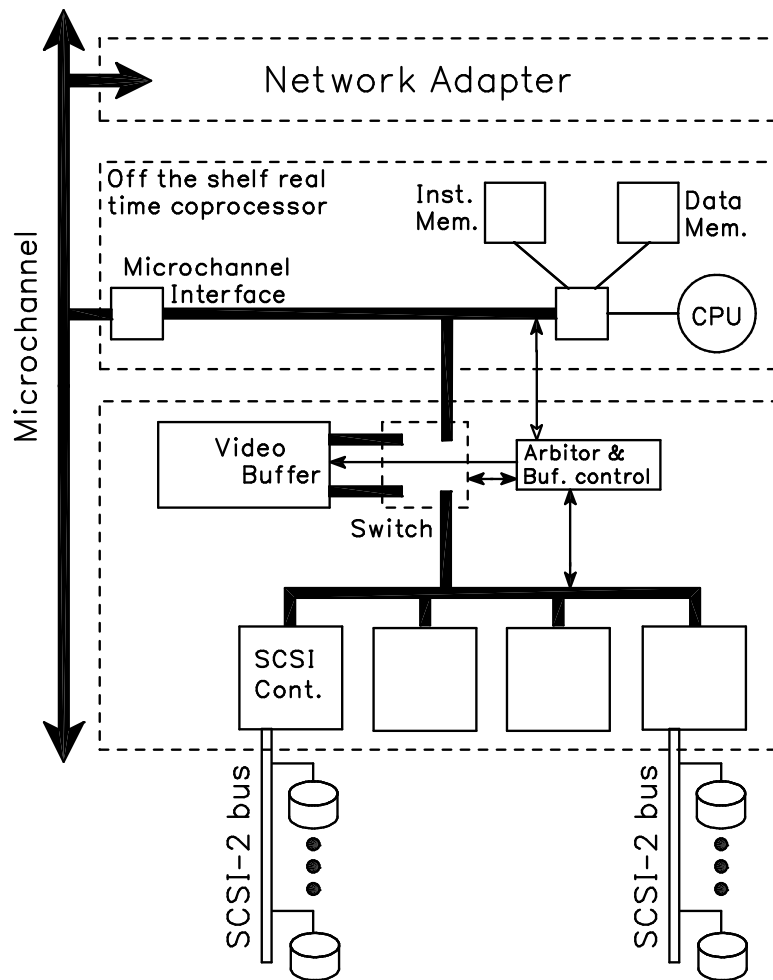 Network Adapter
Off the shelf real
time coprocessor
Inst.
Mem.
Data
Mem.
Microchannel
Interface
CPU
Microchannel
Video
Buffer
Arbitor &
Buf. control
Switch
SCSI
Cont.
SCSI-2 bus
SCSI-2 bus